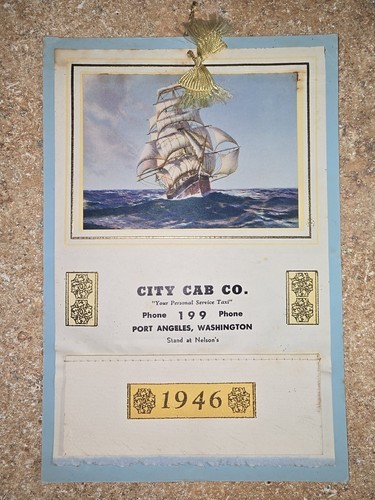 CITY CAB CO.
"Your Personal Service Taxi"
Phone 199 Phone
PORT ANGELES, WASHINGTON
Stand at Nelson's
1946